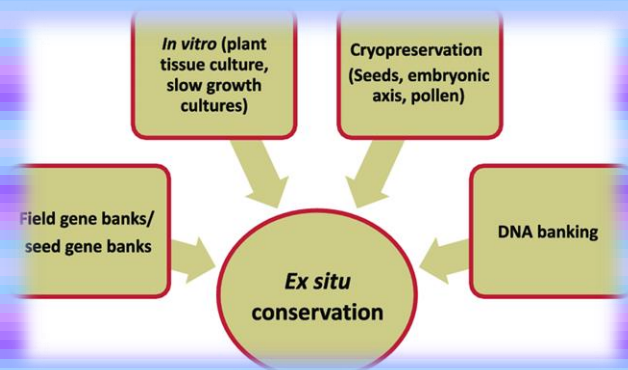 In vitro (plant
tissue culture,
slow growth
cultures)
Cryopreservation
(Seeds, embryonic
axis, pollen)
Field gene banks/
seed gene banks
DNA banking
Ex situ
conservation